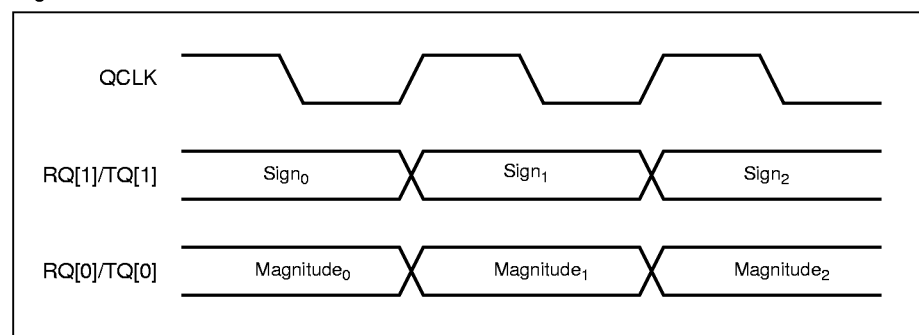 QCLK
RQ[1]/TQ[1] Sign₀ Sign₁ Sign₂
RQ[0]/TQ[0] Magnitude₀ Magnitude₁ Magnitude₂